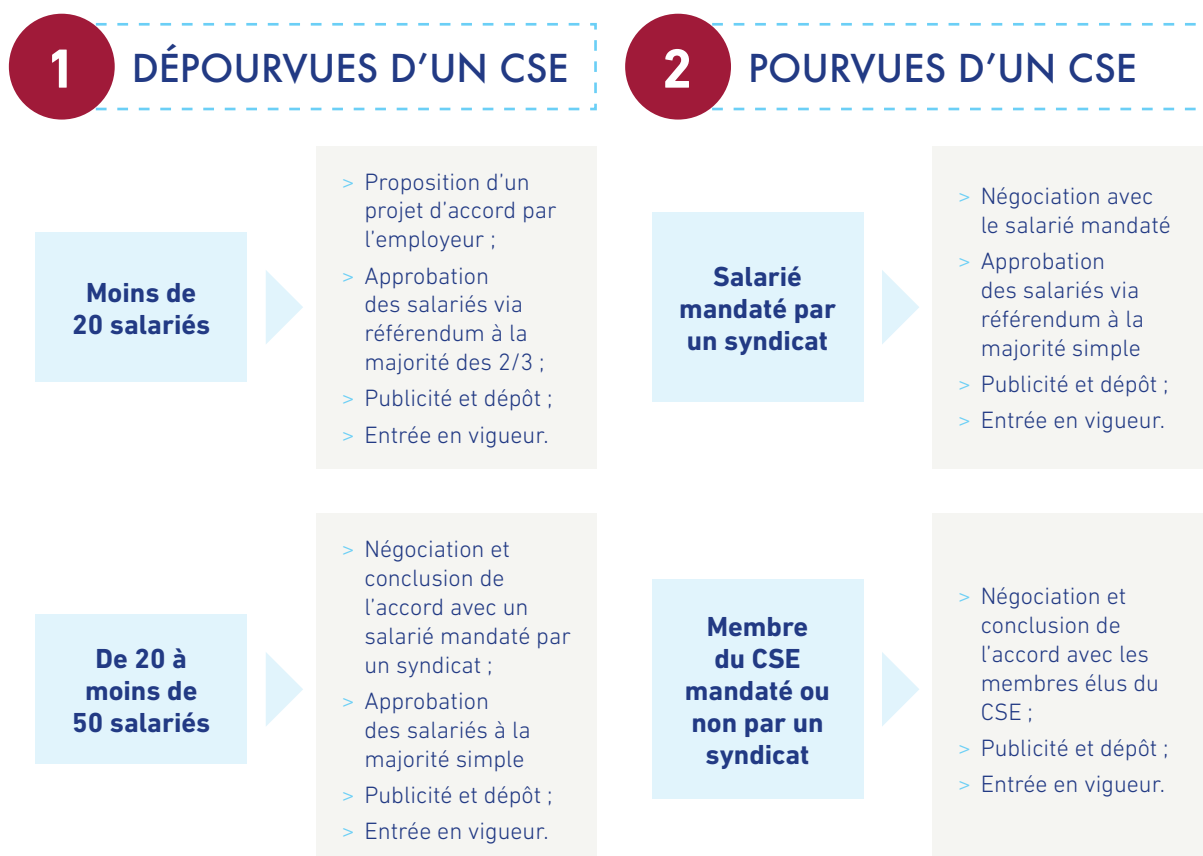 1
DÉPOURVUES D’UN CSE
Moins de
20 salariés
> Proposition d’un
projet d’accord par
l’employeur ;
> Approbation
des salariés via
référendum à la
majorité des 2/3 ;
> Publicité et dépôt ;
> Entrée en vigueur.
De 20 à
moins de
50 salariés
> Négociation et
conclusion de
l’accord avec un
salarié mandaté par
un syndicat ;
> Approbation
des salariés à la
majorité simple
> Publicité et dépôt ;
> Entrée en vigueur.
2
POURVUES D’UN CSE
Salarié
mandaté par
un syndicat
> Négociation avec
le salarié mandaté
> Approbation
des salariés via
référendum à la
majorité simple
> Publicité et dépôt ;
> Entrée en vigueur.
Membre
du CSE
mandaté ou
non par un
syndicat
> Négociation et
conclusion de
l’accord avec les
membres élus du
CSE ;
> Publicité et dépôt ;
> Entrée en vigueur.